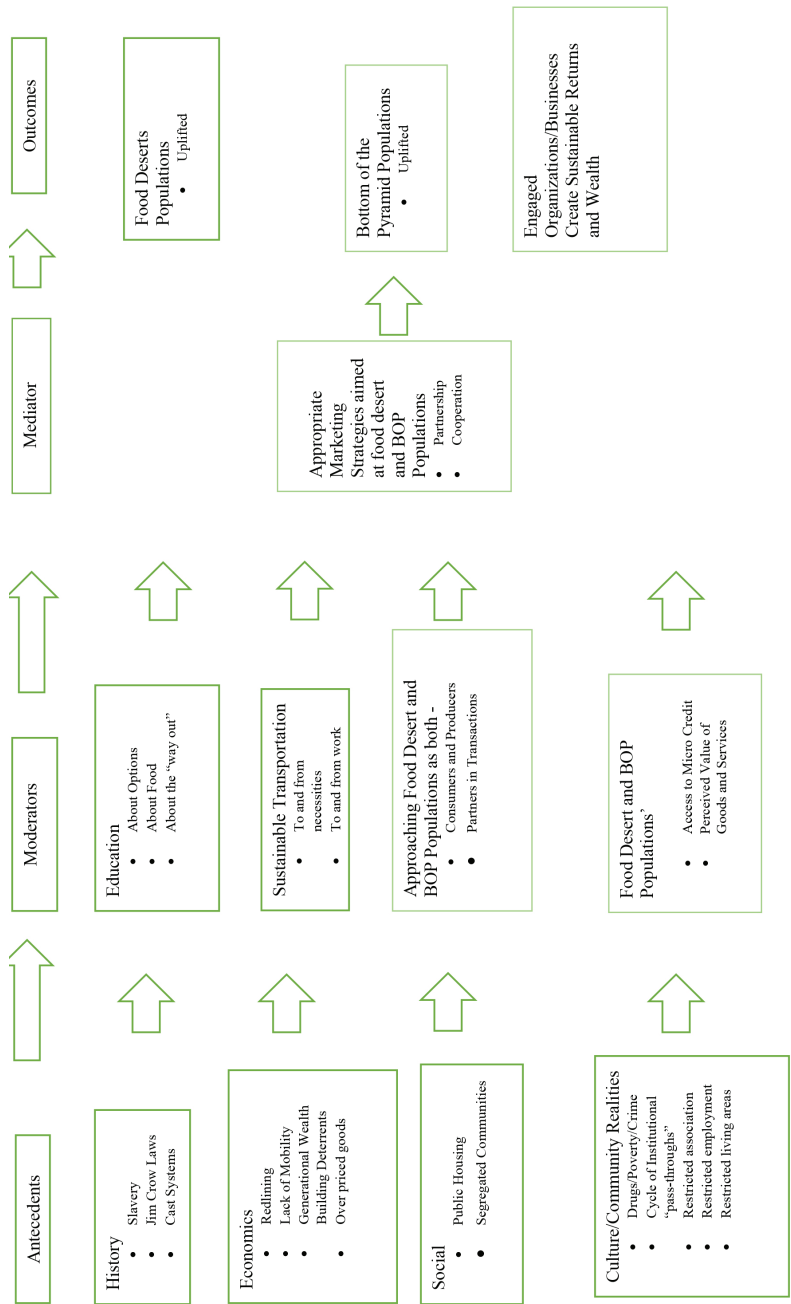 Antecedents
Moderators
Mediator
Outcomes
History
• Slavery
• Jim Crow Laws
• Cast Systems
Economics
• Redlining
• Lack of Mobility
• Generational Wealth
Building Deterrents
• Over priced goods
Social
• Public Housing
• Segregated Communities
Culture/Community Realities
• Drugs/Poverty/Crime
• Cycle of Institutional
“pass-throughs”
• Restricted association
• Restricted employment
• Restricted living areas
Education
• About Options
• About Food
• About the “way out”
Sustainable Transportation
• To and from
necessities
• To and from work
Approaching Food Desert and
BOP Populations as both -
• Consumers and Producers
• Partners in Transactions
Food Desert and BOP
Populations’
• Access to Micro Credit
• Perceived Value of
Goods and Services
Appropriate
Marketing
Strategies aimed
at food desert
and BOP
Populations
• Partnership
• Cooperation
Food Deserts
Populations
• Uplifted
Bottom of the
Pyramid Populations
• Uplifted
Engaged
Organizations/Businesses
Create Sustainable Returns
and Wealth